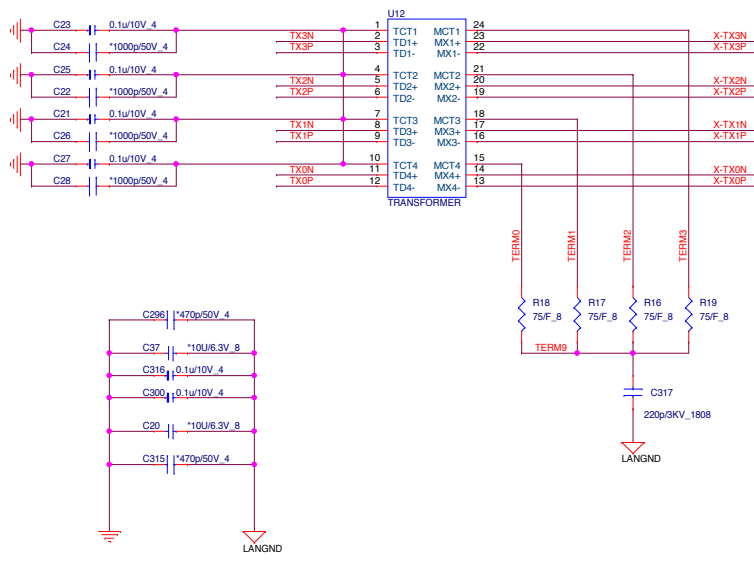 U12
TRANSFORMER
C23 0.1u/10V_4
C24 *1000p/50V_4
C25 0.1u/10V_4
C22 *1000p/50V_4
C21 0.1u/10V_4
C26 *1000p/50V_4
C27 0.1u/10V_4
C28 *1000p/50V_4
TX3N
TX3P
TX2N
TX2P
TX1N
TX1P
TX0N
TX0P
1 TCT1 MCT1 24
2 TD1+ MX1+ 23
3 TD1- MX1- 22
4 TCT2 MCT2 21
5 TD2+ MX2+ 20
6 TD2- MX2- 19
7 TCT3 MCT3 18
8 TD3+ MX3+ 17
9 TD3- MX3- 16
10 TCT4 MCT4 15
11 TD4+ MX4+ 14
12 TD4- MX4- 13
X-TX3N
X-TX3P
X-TX2N
X-TX2P
X-TX1N
X-TX1P
X-TX0N
X-TX0P
TERM0
TERM1
TERM2
TERM3
R18
75/F_8
R17
75/F_8
R16
75/F_8
R19
75/F_8
TERM9
C317
220p/3KV_1808
LANGND
C296 *470p/50V_4
C37 *10U/6.3V_8
C316 0.1u/10V_4
C300 0.1u/10V_4
C20 *10U/6.3V_8
C315 *470p/50V_4
LANGND